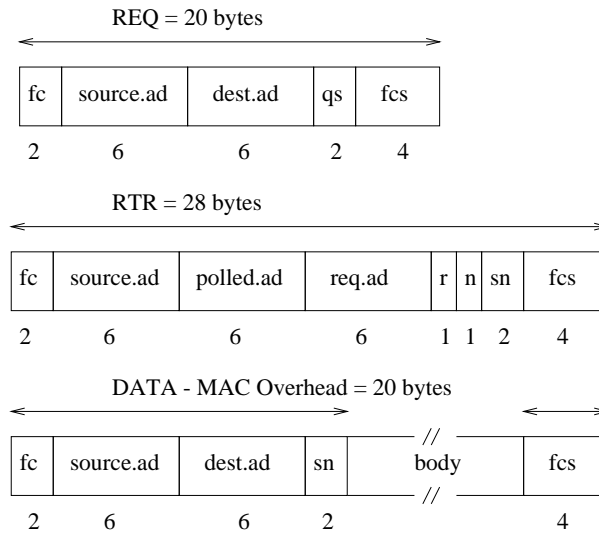 REQ = 20 bytes
fc source.ad dest.ad qs fcs
2 6 6 2 4
RTR = 28 bytes
fc source.ad polled.ad req.ad r n sn fcs
2 6 6 6 1 1 2 4
DATA - MAC Overhead = 20 bytes
fc source.ad dest.ad sn // body // fcs
2 6 6 2 4